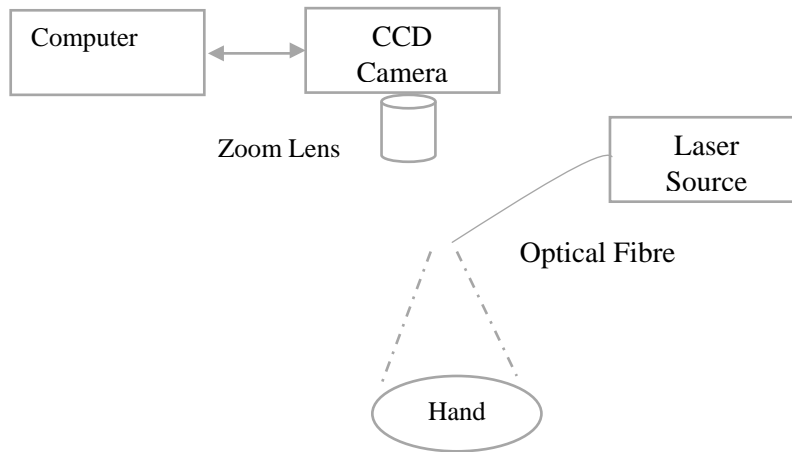 Computer
CCD
Camera
Zoom Lens
Laser
Source
Optical Fibre
Hand